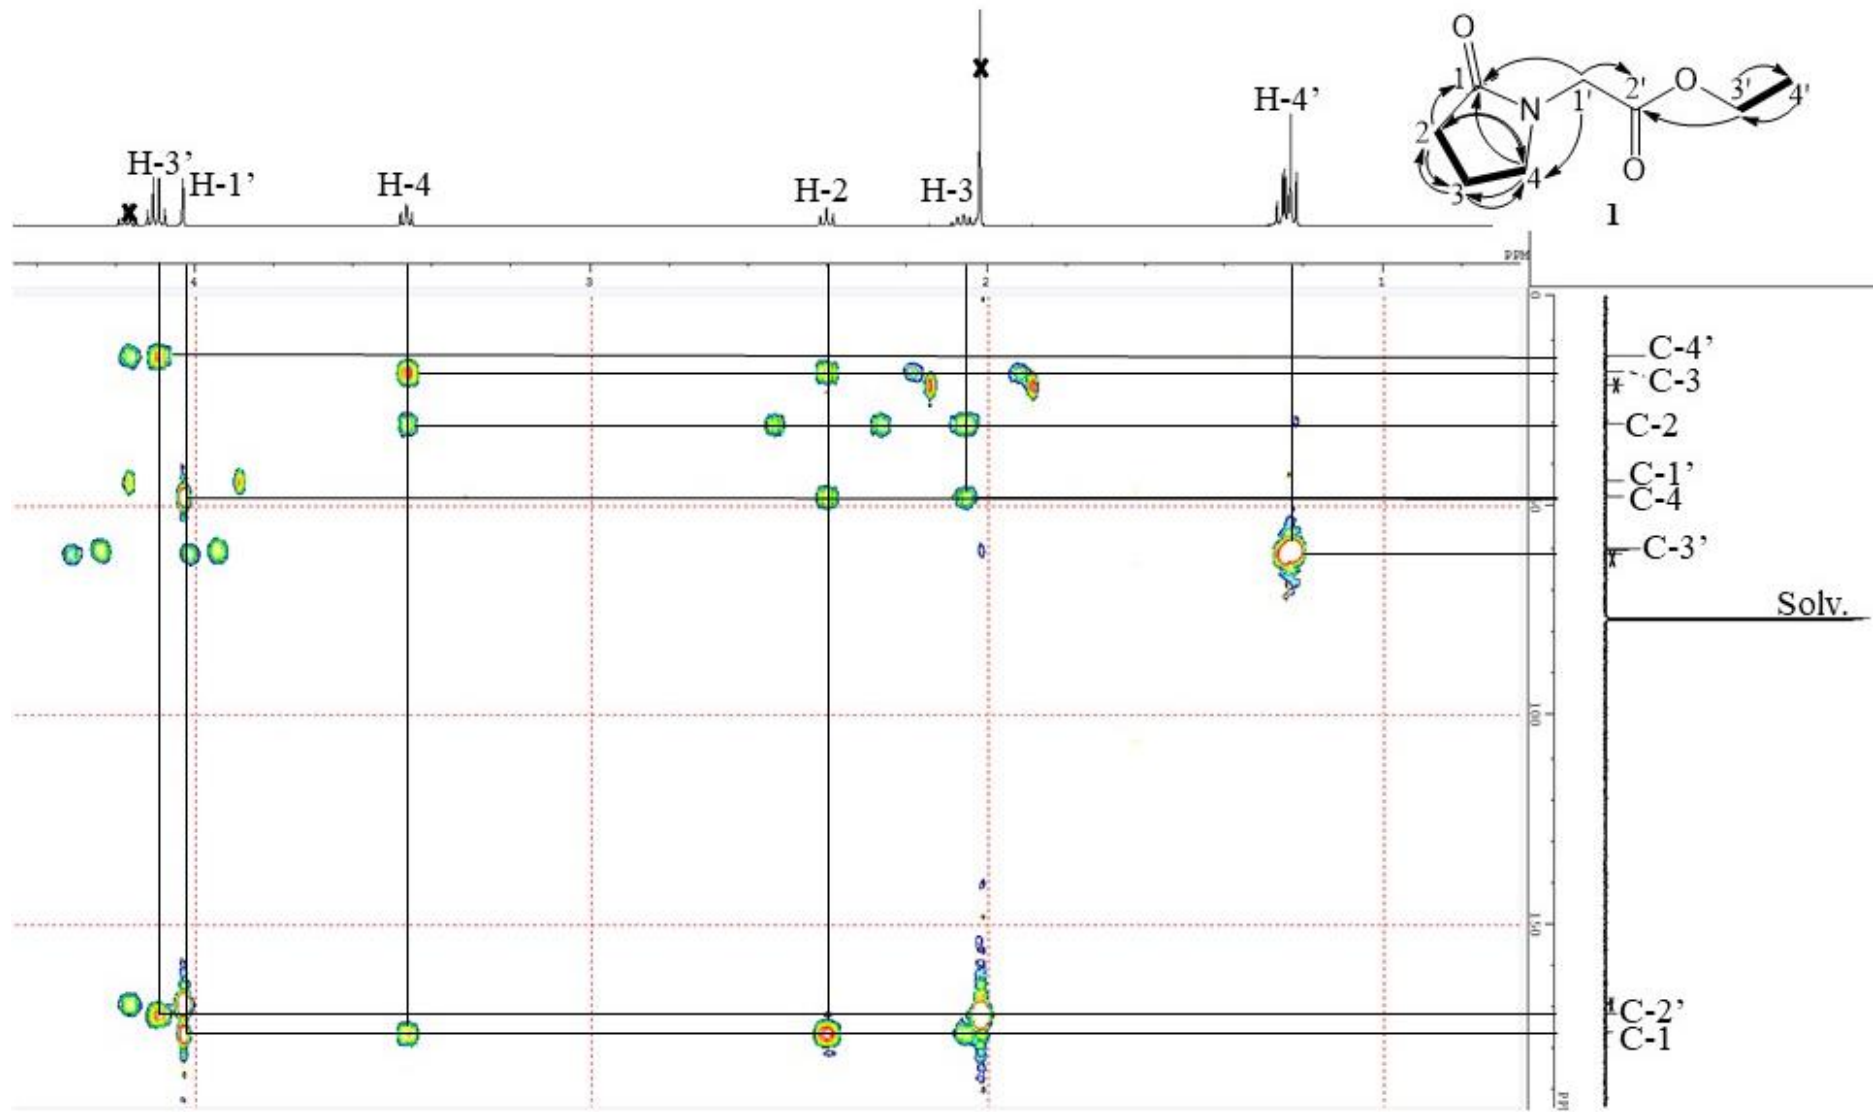 O
1
N
1'
2'
O
3'
4'
2
O
3
4
1
x
H-3’
H-1’
H-4
H-2
H-3
x
H-4’
x
PPM
4
3
2
1
0
C-4’
C-3
x
C-2
C-1’
C-4
C-3’
x
Solv.
100
150
x
C-2’
C-1